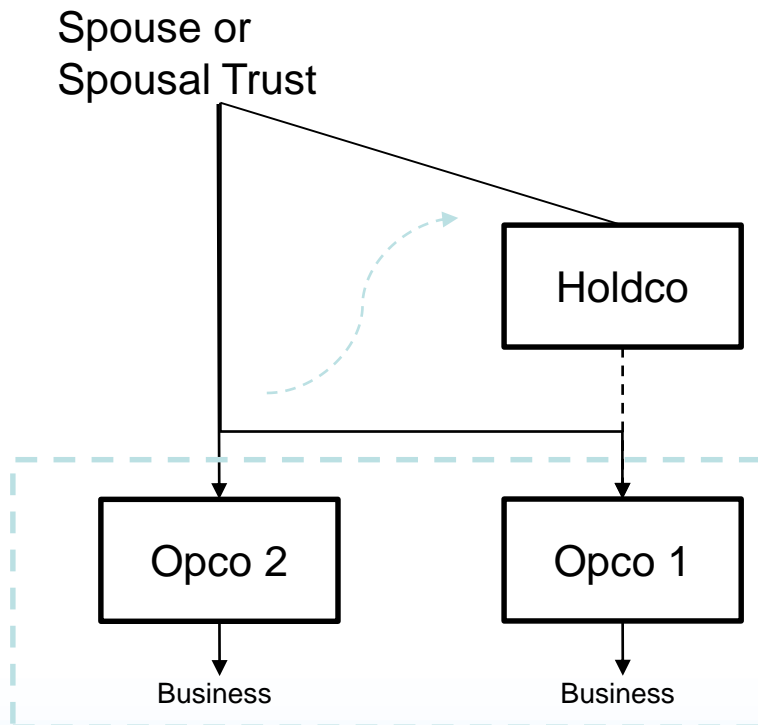 Spouse or
Spousal Trust
Holdco
Opco 2
Opco 1
Business
Business